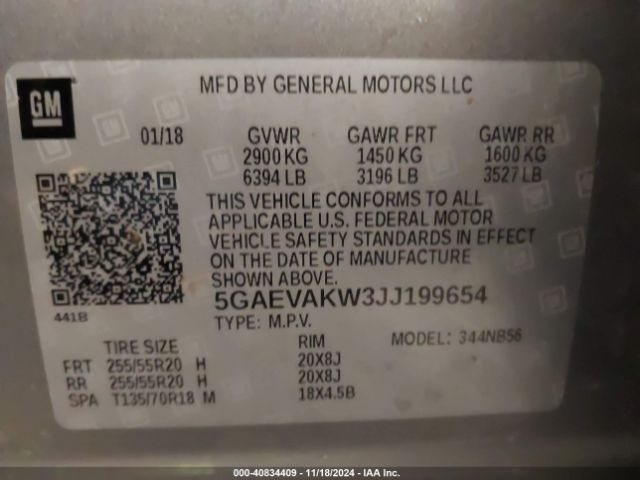 GM
MFD BY GENERAL MOTORS LLC
01/18 GVWR GAWR FRT GAWR RR
2900 KG 1450 KG 1600 KG
6394 LB 3196 LB 3527 LB
THIS VEHICLE CONFORMS TO ALL
APPLICABLE U.S. FEDERAL MOTOR
VEHICLE SAFETY STANDARDS IN EFFECT
ON THE DATE OF MANUFACTURE
SHOWN ABOVE.
5GAEVAKW3JJ199654
441B
TYPE: M.P.V. MODEL: 344NB56
TIRE SIZE RIM
FRT 255/55R20 H 20X8J
RR 255/55R20 H 20X8J
SPA T135/70R18 M 18X4.5B
000-40834409 - 11/18/2024 - IAA Inc.